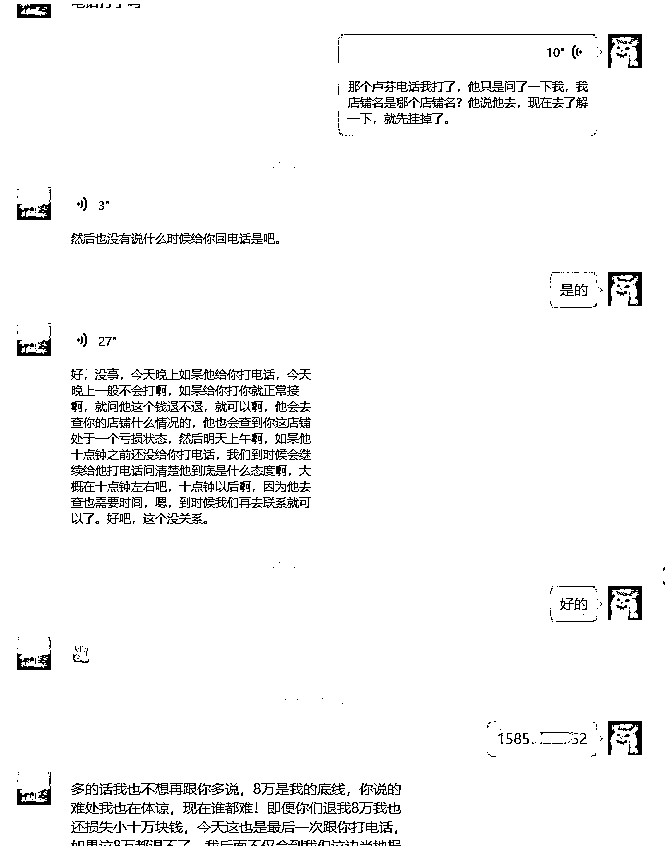 10"
那个卢芬电话我打了，他只是问了一下我，我
店铺名是哪个店铺名？他说他去，现在去了解
一下，就先挂掉了。
3"
然后也没有说什么时候给你回电话是吧。
是的
27"
好，没事，今天晚上如果他给你打电话，今天
晚上一般不会打啊，如果给你打你就正常接
啊，就问他这个钱退不退，就可以啊，他会去
查你的店铺什么情况的，他也会查到你这店铺
处于一个亏损状态，然后明天上午啊，如果他
十点钟之前还没给你打电话，我们到时候会继
续给他打电话问清楚他到底是什么态度啊，大
概在十点钟左右吧，十点钟以后啊，因为他去
查也需要时间，嗯，到时候我们再去联系就可
以了。好吧，这个没关系。
好的
1585. 52
多的话我也不想再跟你多说，8万是我的底线，你说的
难处我也在体谅，现在谁都难！即便你们退我8万我也
还损失小十万块钱，今天这也是最后一次跟你打电话，